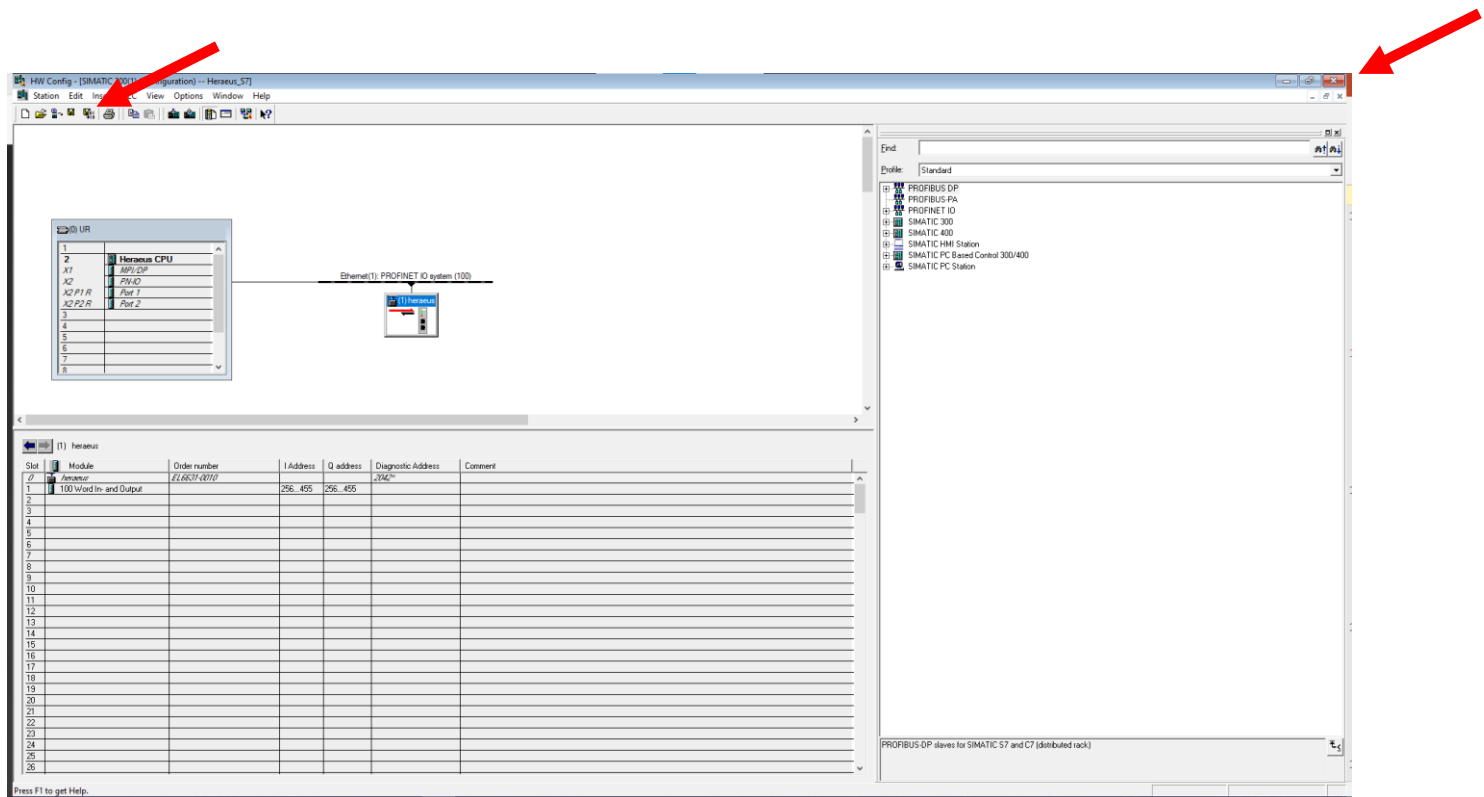 HW Config - [SIMATIC 300(1) (Configuration) -- Heraeus_S7]
Station Edit Insert PLC View Options Window Help
(0) UR
1
2 Heraeus CPU
X1 MPI/DP
X2 PN-IO
X2 P1 R Port 1
X2 P2 R Port 2
3
4
5
6
7
8
Ethernet(1): PROFINET IO system (100)
(1) heraeus
Find:
Profile: Standard
PROFIBUS DP
PROFIBUS-PA
PROFINET IO
SIMATIC 300
SIMATIC 400
SIMATIC HMI Station
SIMATIC PC Based Control 300/400
SIMATIC PC Station
(1) heraeus
Slot Module Order number I Address Q address Diagnostic Address Comment
0 heraeus EL6631-0010 2042*
1 100 Word In- and Output 256...455 256...455
2
3
4
5
6
7
8
9
10
11
12
13
14
15
16
17
18
19
20
21
22
23
24
25
26
PROFIBUS-DP slaves for SIMATIC S7 and C7 (distributed rack)
Press F1 to get Help.